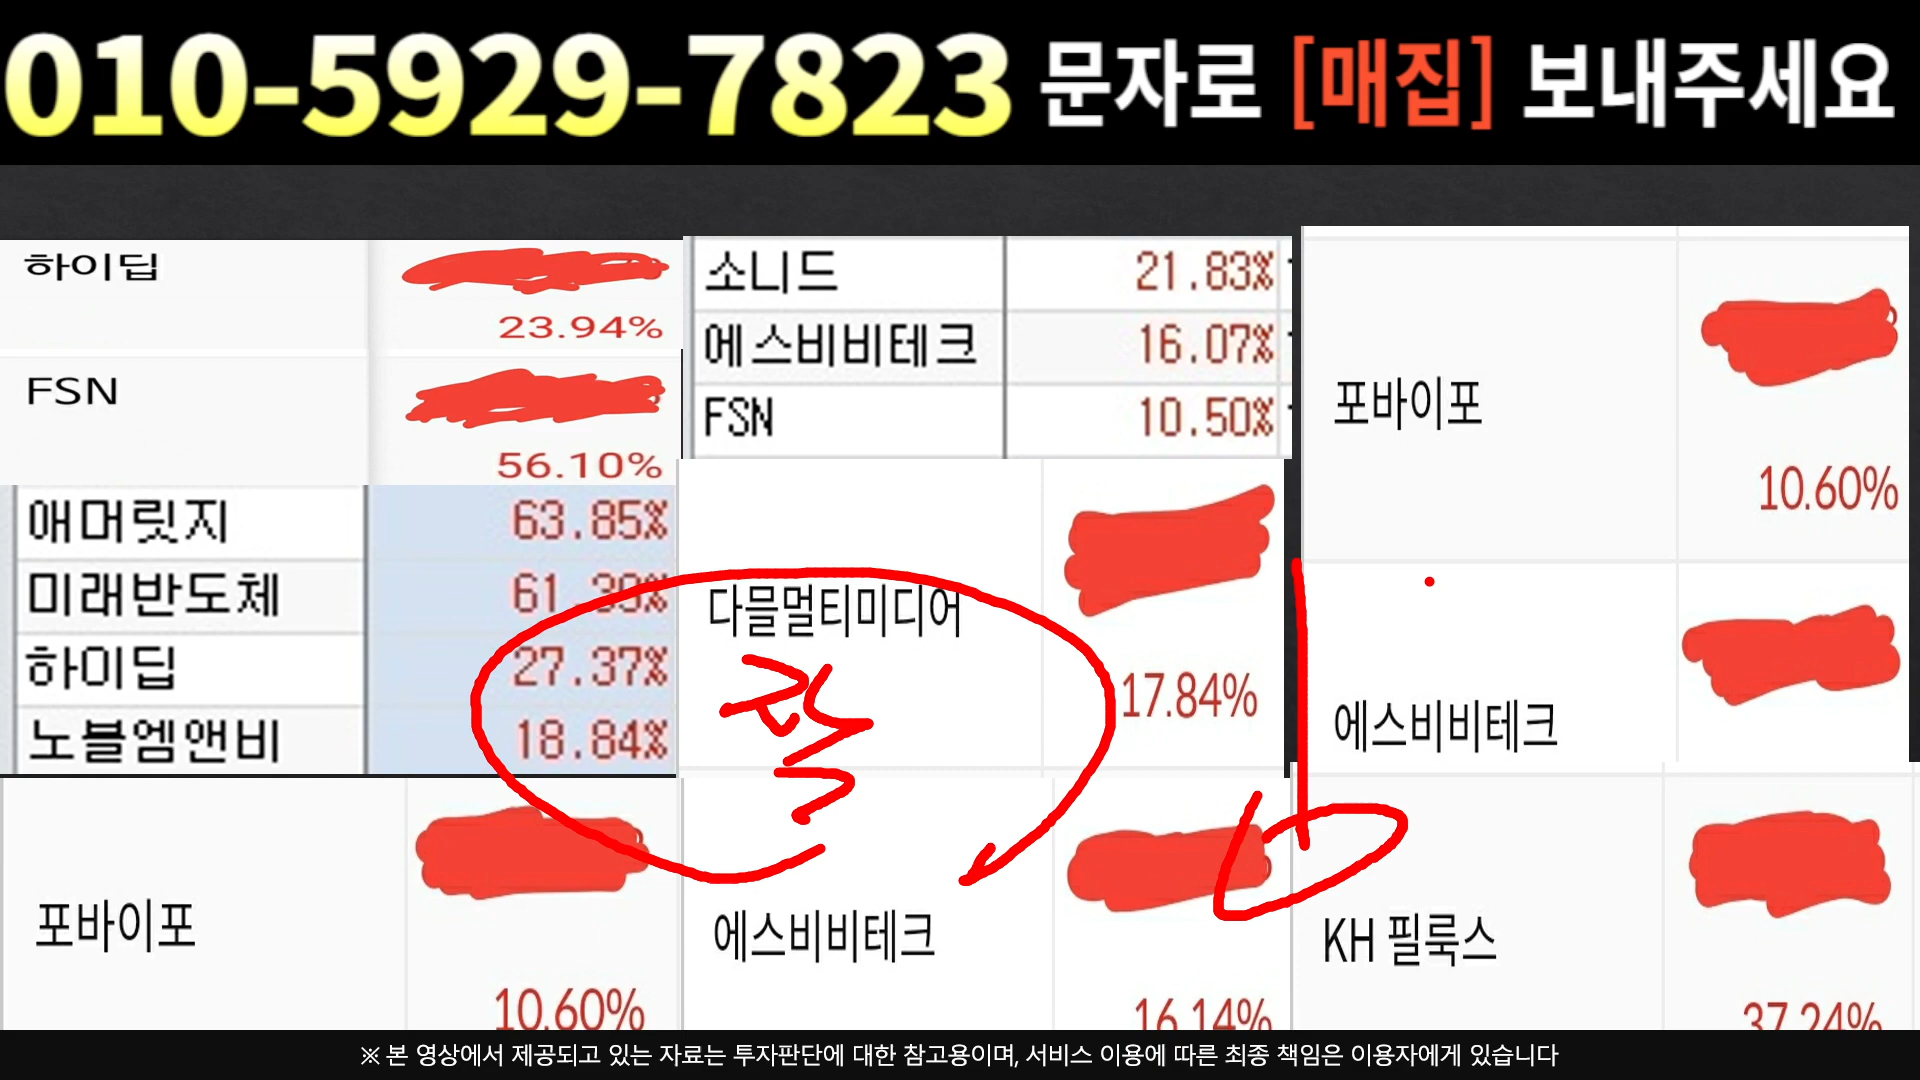 010-5929-7823 문자로 [매집] 보내주세요
하이딥
23.94%
FSN
56.10%
애머릿지 63.85%
미래반도체 61.39%
하이딥 27.37%
노블엠앤비 18.84%
소니드 21.83%
에스비비테크 16.07%
FSN 10.50%
다믈멀티미디어
17.84%
포바이포
10.60%
에스비비테크
포바이포
10.60%
에스비비테크
16.14%
KH 필룩스
37.24%
※ 본 영상에서 제공되고 있는 자료는 투자판단에 대한 참고용이며, 서비스 이용에 따른 최종 책임은 이용자에게 있습니다